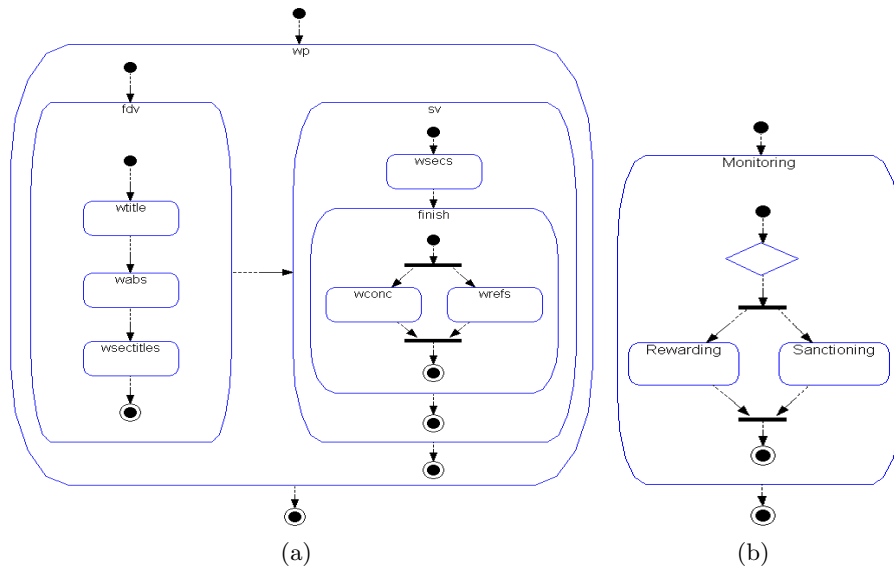 wp
fdv
sv
wsecs
Monitoring
wtitle
finish
wabs
wconc
wrefs
wsectitles
Rewarding
Sanctioning
(a)
(b)